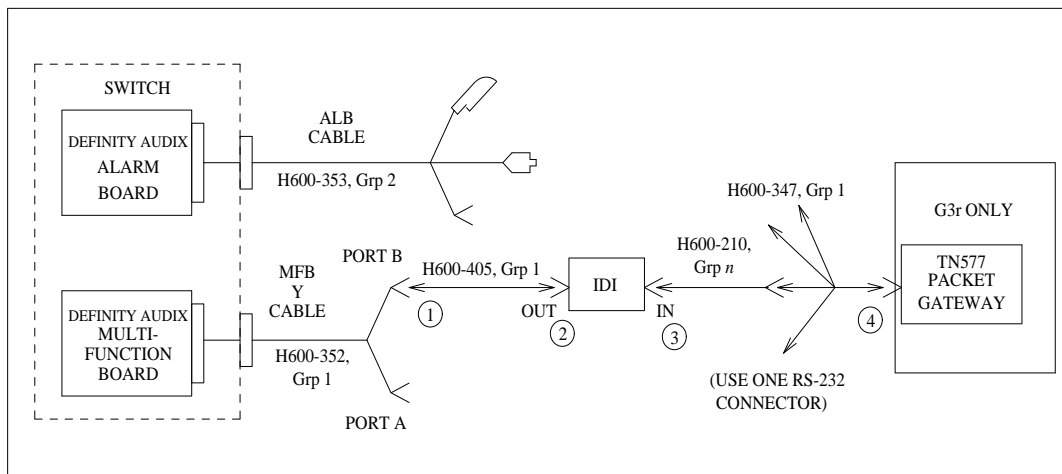 SWITCH
DEFINITY AUDIX
ALARM
BOARD
ALB
CABLE
H600-353, Grp 2
DEFINITY AUDIX
MULTI-
FUNCTION
BOARD
MFB
Y
CABLE
H600-352,
Grp 1
PORT B
PORT A
H600-405, Grp 1
1
OUT
2
IDI
IN
3
H600-210,
Grp n
H600-347, Grp 1
4
(USE ONE RS-232
CONNECTOR)
G3r ONLY
TN577
PACKET
GATEWAY